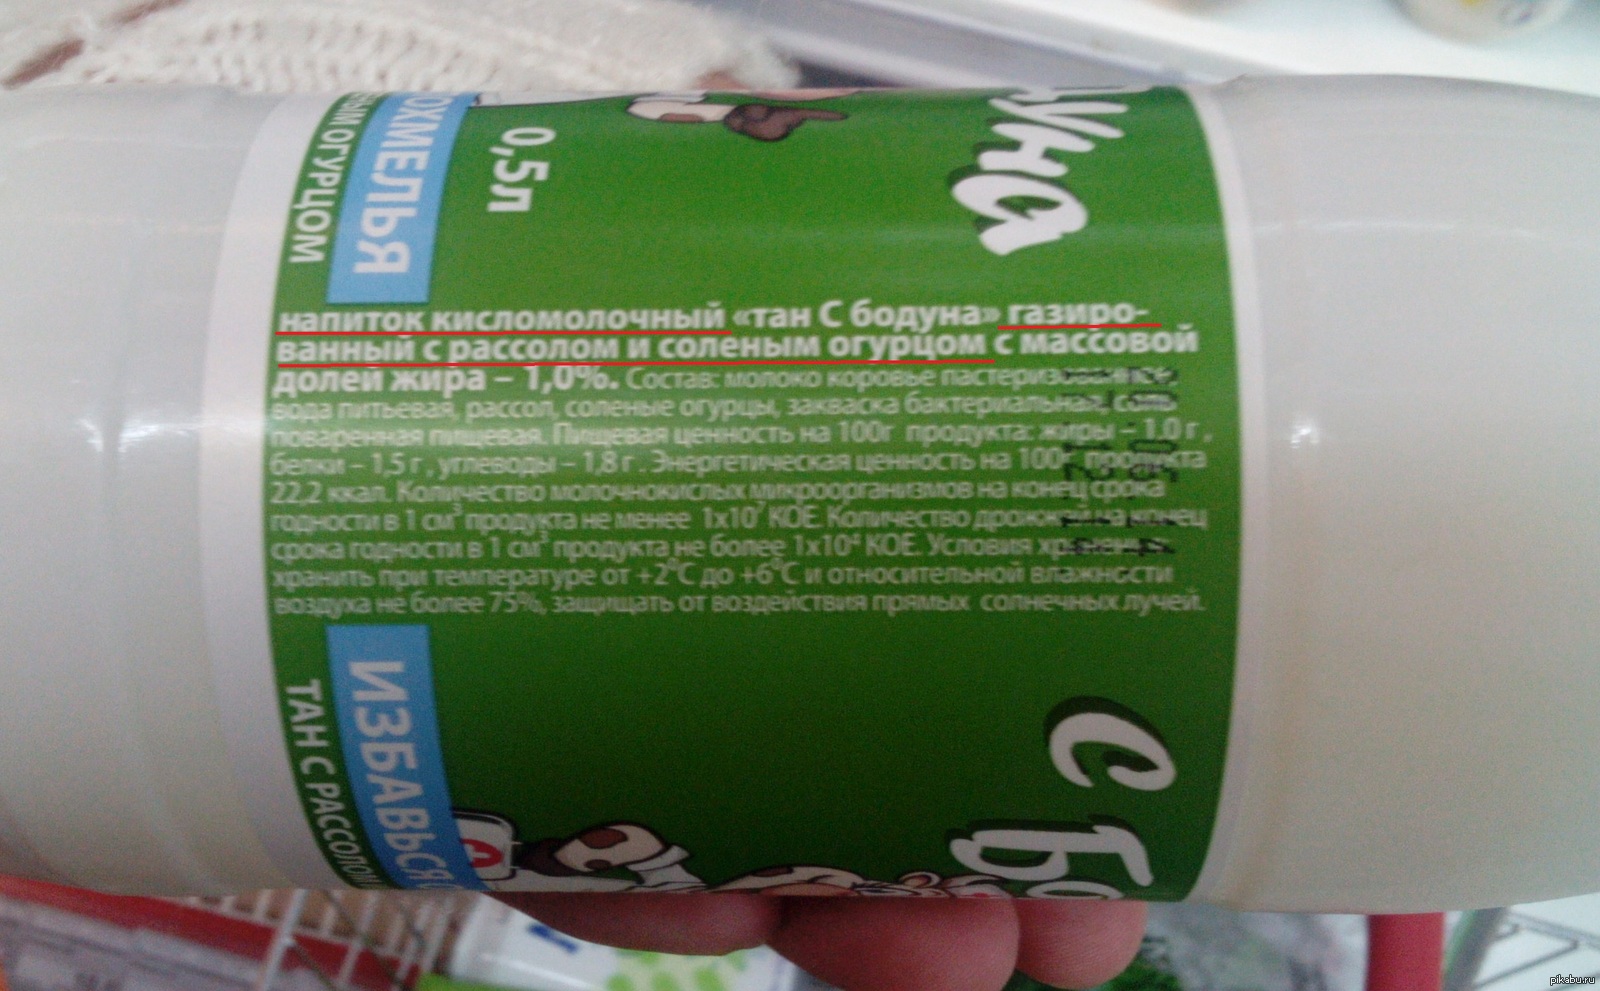 напиток кисломолочный «тан С бодуна» газиро-
ванный с рассолом и соленым огурцом с массовой
долей жира – 1,0%. Состав: молоко коровье пастеризованное,
вода питьевая, рассол, соленые огурцы, закваска бактериальная, соль
поваренная пищевая. Пищевая ценность на 100г продукта: жиры – 1.0 г ,
белки – 1,5 г , углеводы – 1,8 г . Энергетическая ценность на 100г продукта
22,2 ккал. Количество молочнокислых микроорганизмов на конец срока
годности в 1 см³ продукта не менее 1х10⁷ КОЕ. Количество дрожжей на конец
срока годности в 1 см³ продукта не более 1х10⁴ КОЕ. Условия хранения:
хранить при температуре от +2°С до +6°С и относительной влажности
воздуха не более 75%, защищать от воздействия прямых солнечных лучей.
0,5л
уна
ОХМЕЛЬЯ
ЫМ ОГУРЦОМ
С Бо
ИЗБАВЬСЯ
ТАН С РАССОЛОМ
pikabu.ru